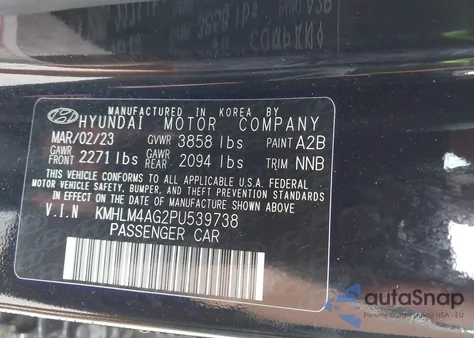 MANUFACTURED IN KOREA BY
HYUNDAI MOTOR COMPANY
MAR/02/23 GVWR 3858 lbs PAINT A2B
GAWR FRONT 2271 lbs GAWR REAR. 2094 lbs TRIM NNB
THIS VEHICLE CONFORMS TO ALL APPLICABLE U.S.A. FEDERAL
MOTOR VEHICLE SAFETY, BUMPER, AND THEFT PREVENTION
STANDARDS IN EFFECT ON THE DATE OF MANUFACTURE SHOWN ABOVE.
V.I.N KMHLM4AG2PU539738
PASSENGER CAR
autoSnap